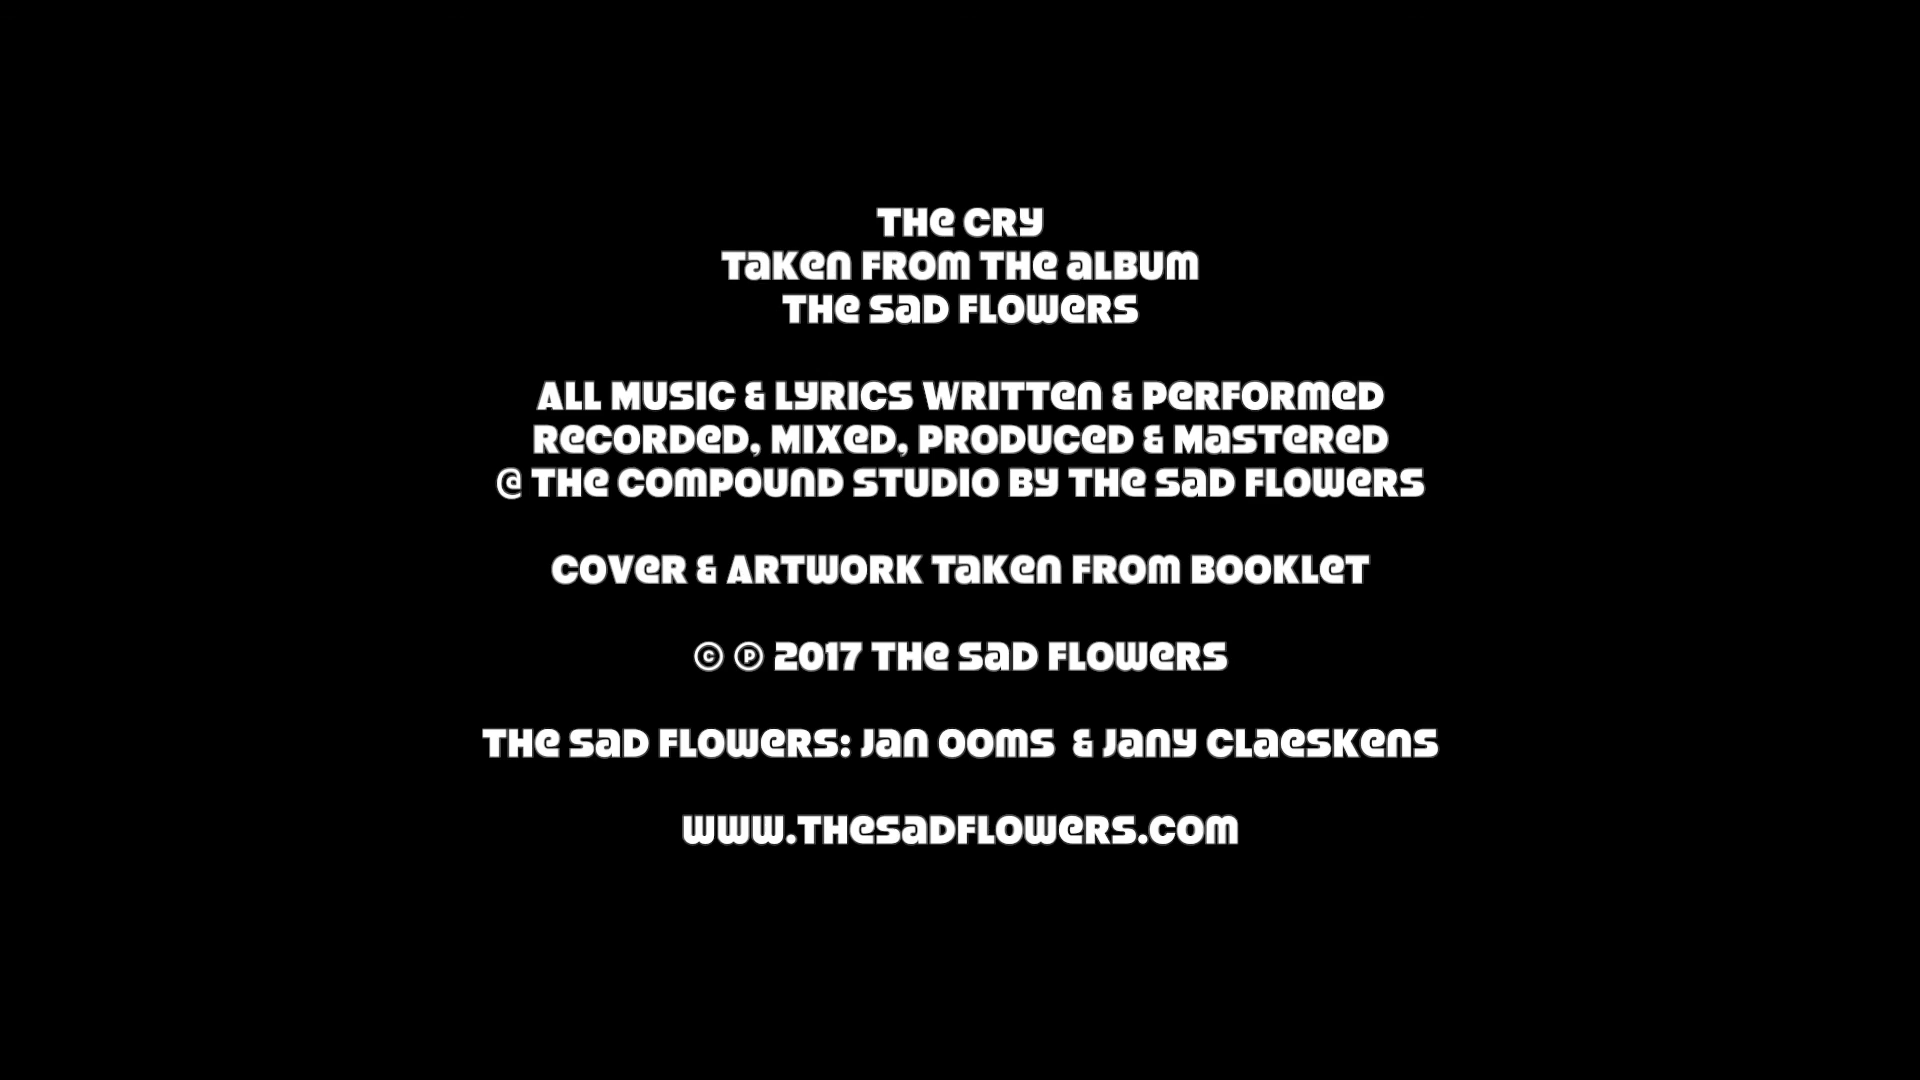 The Cry
Taken from the album
The Sad Flowers
All Music & Lyrics Written & Performed
Recorded, Mixed, Produced & Mastered
@ The Compound Studio by The Sad Flowers
Cover & Artwork taken from booklet
© ℗ 2017 The Sad Flowers
The Sad Flowers: Jan Ooms & Jany Claeskens
www.thesadflowers.com